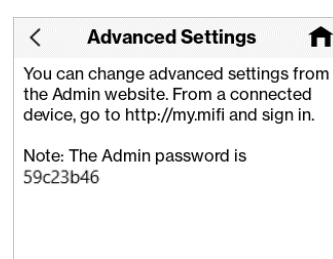 Advanced Settings
You can change advanced settings from
the Admin website. From a connected
device, go to http://my.mifi and sign in.
Note: The Admin password is
59c23b46